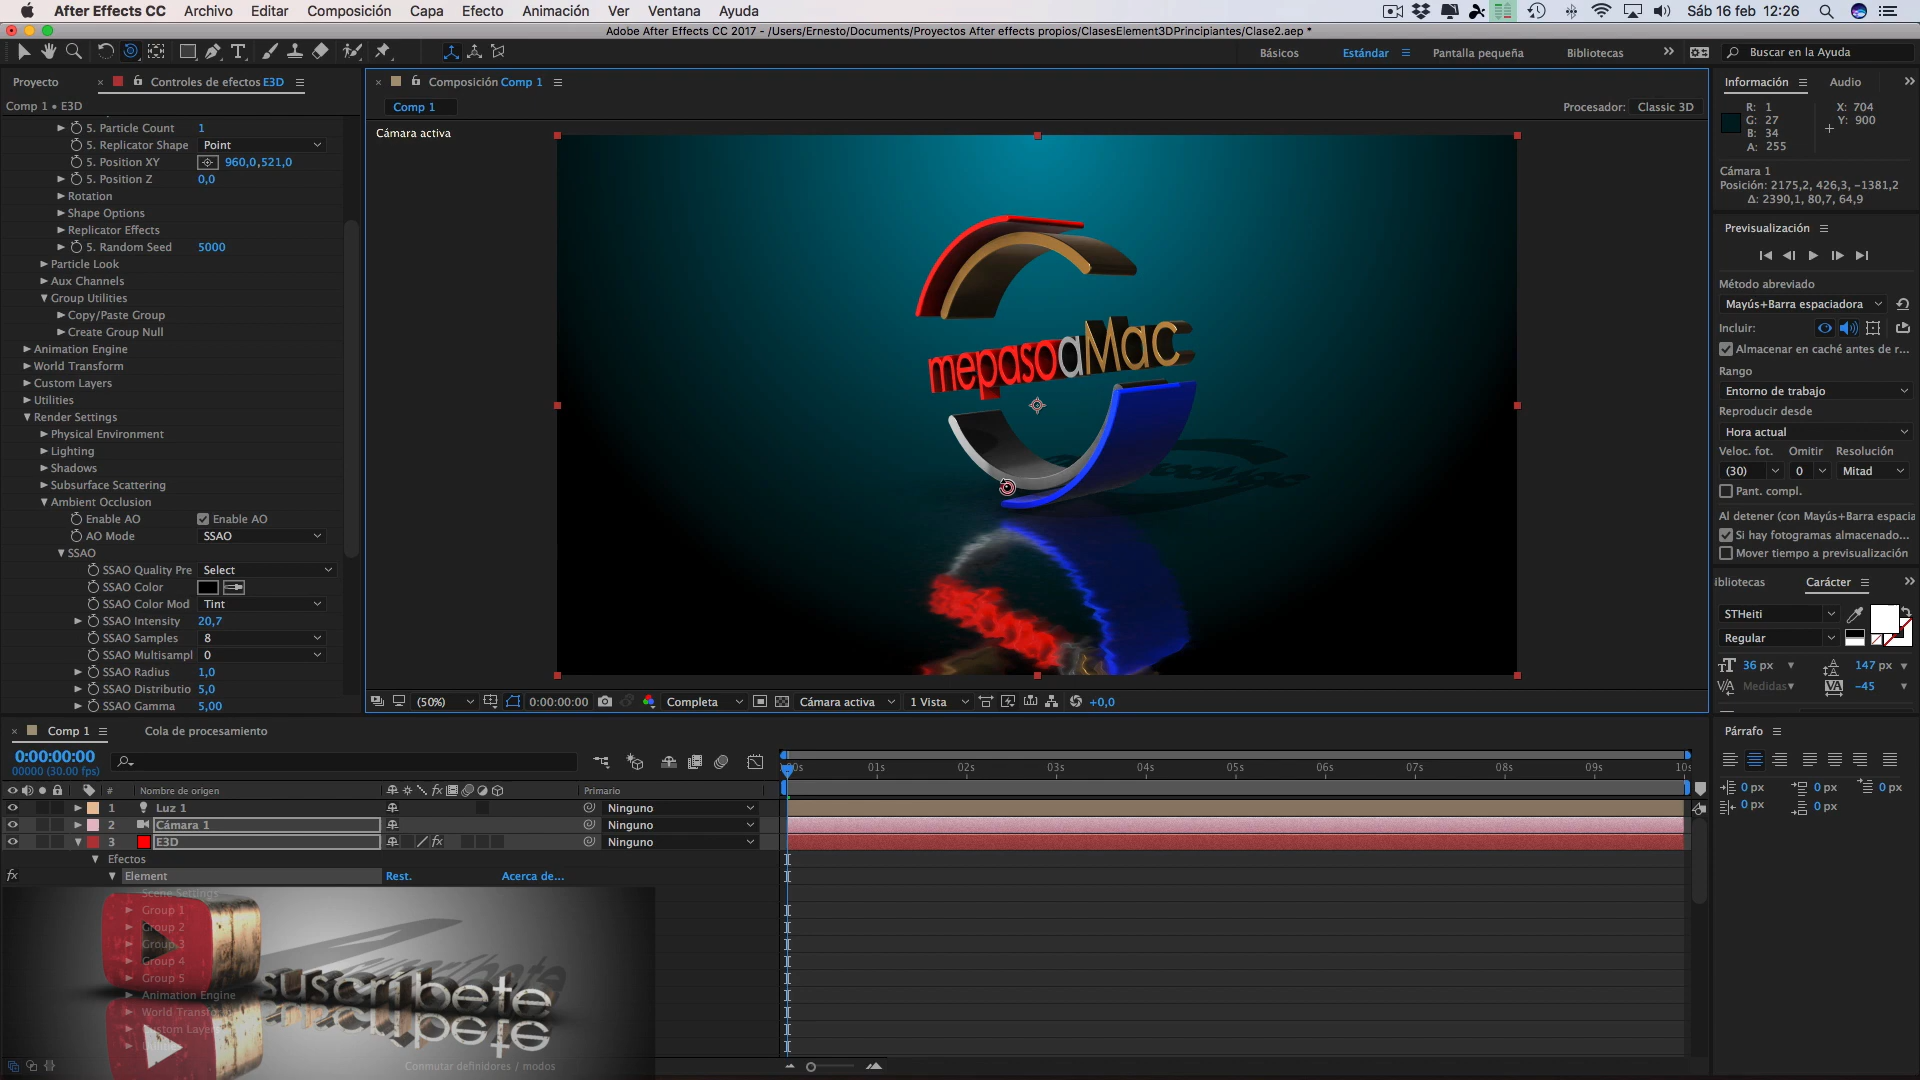 After Effects CC Archivo Editar Composición Capa Efecto Animación Ver Ventana Ayuda Sáb 16 feb 12:26
Adobe After Effects CC 2017 - /Users/Ernesto/Documents/Proyectos After effects propios/ClasesElement3DPrincipiantes/Clase2.aep *
Básicos Estándar Pantalla pequeña Bibliotecas Buscar en la Ayuda
Proyecto Controles de efectos E3D
Comp 1 • E3D
5. Particle Count 1
5. Replicator Shape Point
5. Position XY 960,0,521,0
5. Position Z 0,0
Rotation
Shape Options
Replicator Effects
5. Random Seed 5000
Particle Look
Aux Channels
Group Utilities
Copy/Paste Group
Create Group Null
Animation Engine
World Transform
Custom Layers
Utilities
Render Settings
Physical Environment
Lighting
Shadows
Subsurface Scattering
Ambient Occlusion
Enable AO Enable AO
AO Mode SSAO
SSAO
SSAO Quality Pre Select
SSAO Color
SSAO Color Mod Tint
SSAO Intensity 20,7
SSAO Samples 8
SSAO Multisampl 0
SSAO Radius 1,0
SSAO Distributio 5,0
SSAO Gamma 5,00
Composición Comp 1
Comp 1 Procesador: Classic 3D
Cámara activa
mepasoaMac
(50%) 0:00:00:00 Completa Cámara activa 1 Vista +0,0
Información Audio
R: 1 X: 704
G: 27 Y: 900
B: 34
A: 255
Cámara 1
Posición: 2175,2, 426,3, -1381,2
Δ: 2390,1, 80,7, 64,9
Previsualización
Método abreviado
Mayús+Barra espaciadora
Incluir:
Almacenar en caché antes de r...
Rango
Entorno de trabajo
Reproducir desde
Hora actual
Veloc. fot. Omitir Resolución
(30) 0 Mitad
Pant. compl.
Al detener (con Mayús+Barra espacia
Si hay fotogramas almacenado...
Mover tiempo a previsualización
ibliotecas Carácter
STHeiti
Regular
36 px 147 px
Medidas -45
Párrafo
0 px 0 px 0 px
0 px 0 px
Comp 1 Cola de procesamiento
0:00:00:00
00000 (30.00 fps)
00s 01s 02s 03s 04s 05s 06s 07s 08s 09s 10s
# Nombre de origen fx Primario
1 Luz 1 Ninguno
2 Cámara 1 Ninguno
3 E3D fx Ninguno
Efectos
fx Element Rest. Acerca de...
Scene Settings
Group 1
Group 2
Group 3
Group 4
Group 5
Animation Engine
World Transform
Custom Layers
suscríbete
Conmutar definidores / modos